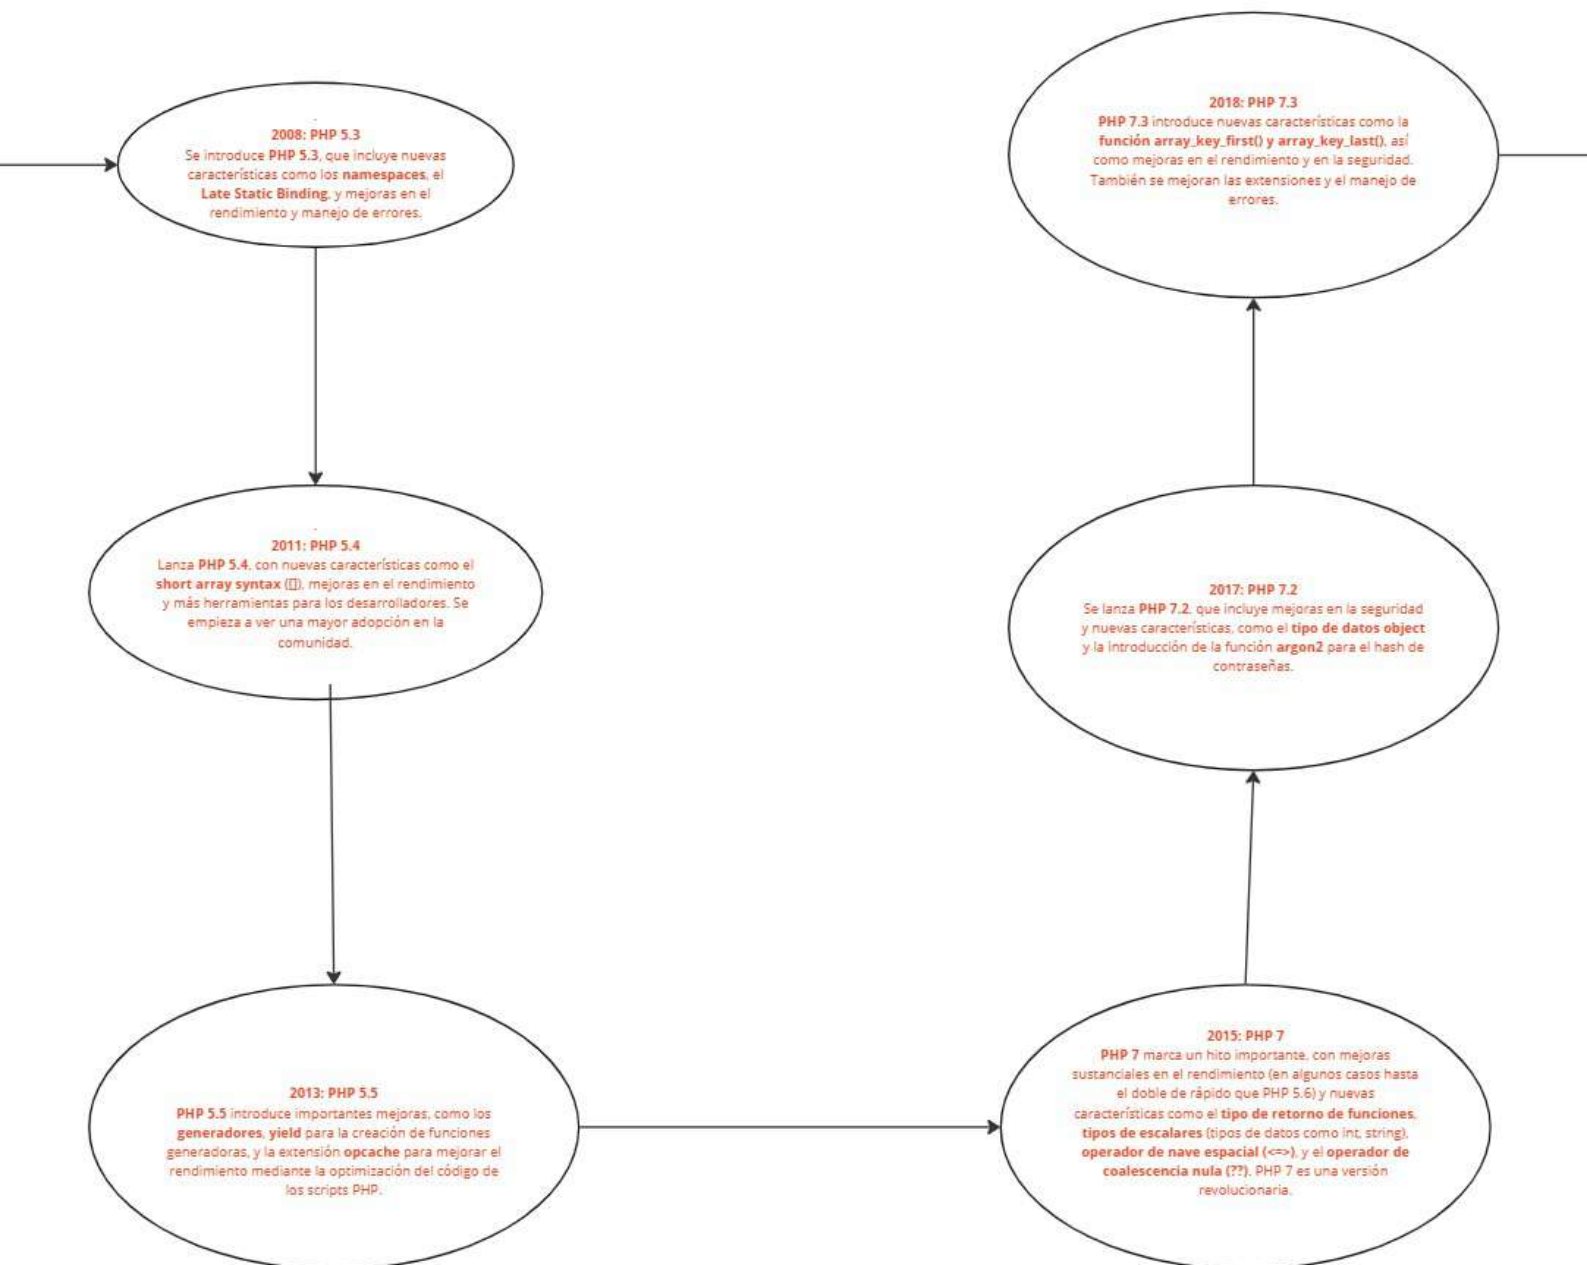 2008: PHP 5.3
Se introduce PHP 5.3, que incluye nuevas
características como los namespaces, el
Late Static Binding, y mejoras en el
rendimiento y manejo de errores.
2011: PHP 5.4
Lanza PHP 5.4, con nuevas características como el
short array syntax ([]), mejoras en el rendimiento
y más herramientas para los desarrolladores. Se
empieza a ver una mayor adopción en la
comunidad.
2013: PHP 5.5
PHP 5.5 introduce importantes mejoras, como los
generadores, yield para la creación de funciones
generadoras, y la extensión opcache para mejorar el
rendimiento mediante la optimización del código de
los scripts PHP.
2015: PHP 7
PHP 7 marca un hito importante, con mejoras
sustanciales en el rendimiento (en algunos casos hasta
el doble de rápido que PHP 5.6) y nuevas
características como el tipo de retorno de funciones,
tipos de escalares (tipos de datos como int, string),
operador de nave espacial (<=>), y el operador de
coalescencia nula (??). PHP 7 es una versión
revolucionaria.
2017: PHP 7.2
Se lanza PHP 7.2, que incluye mejoras en la seguridad
y nuevas características, como el tipo de datos object
y la introducción de la función argon2 para el hash de
contraseñas.
2018: PHP 7.3
PHP 7.3 introduce nuevas características como la
función array_key_first() y array_key_last(), así
como mejoras en el rendimiento y en la seguridad.
También se mejoran las extensiones y el manejo de
errores.